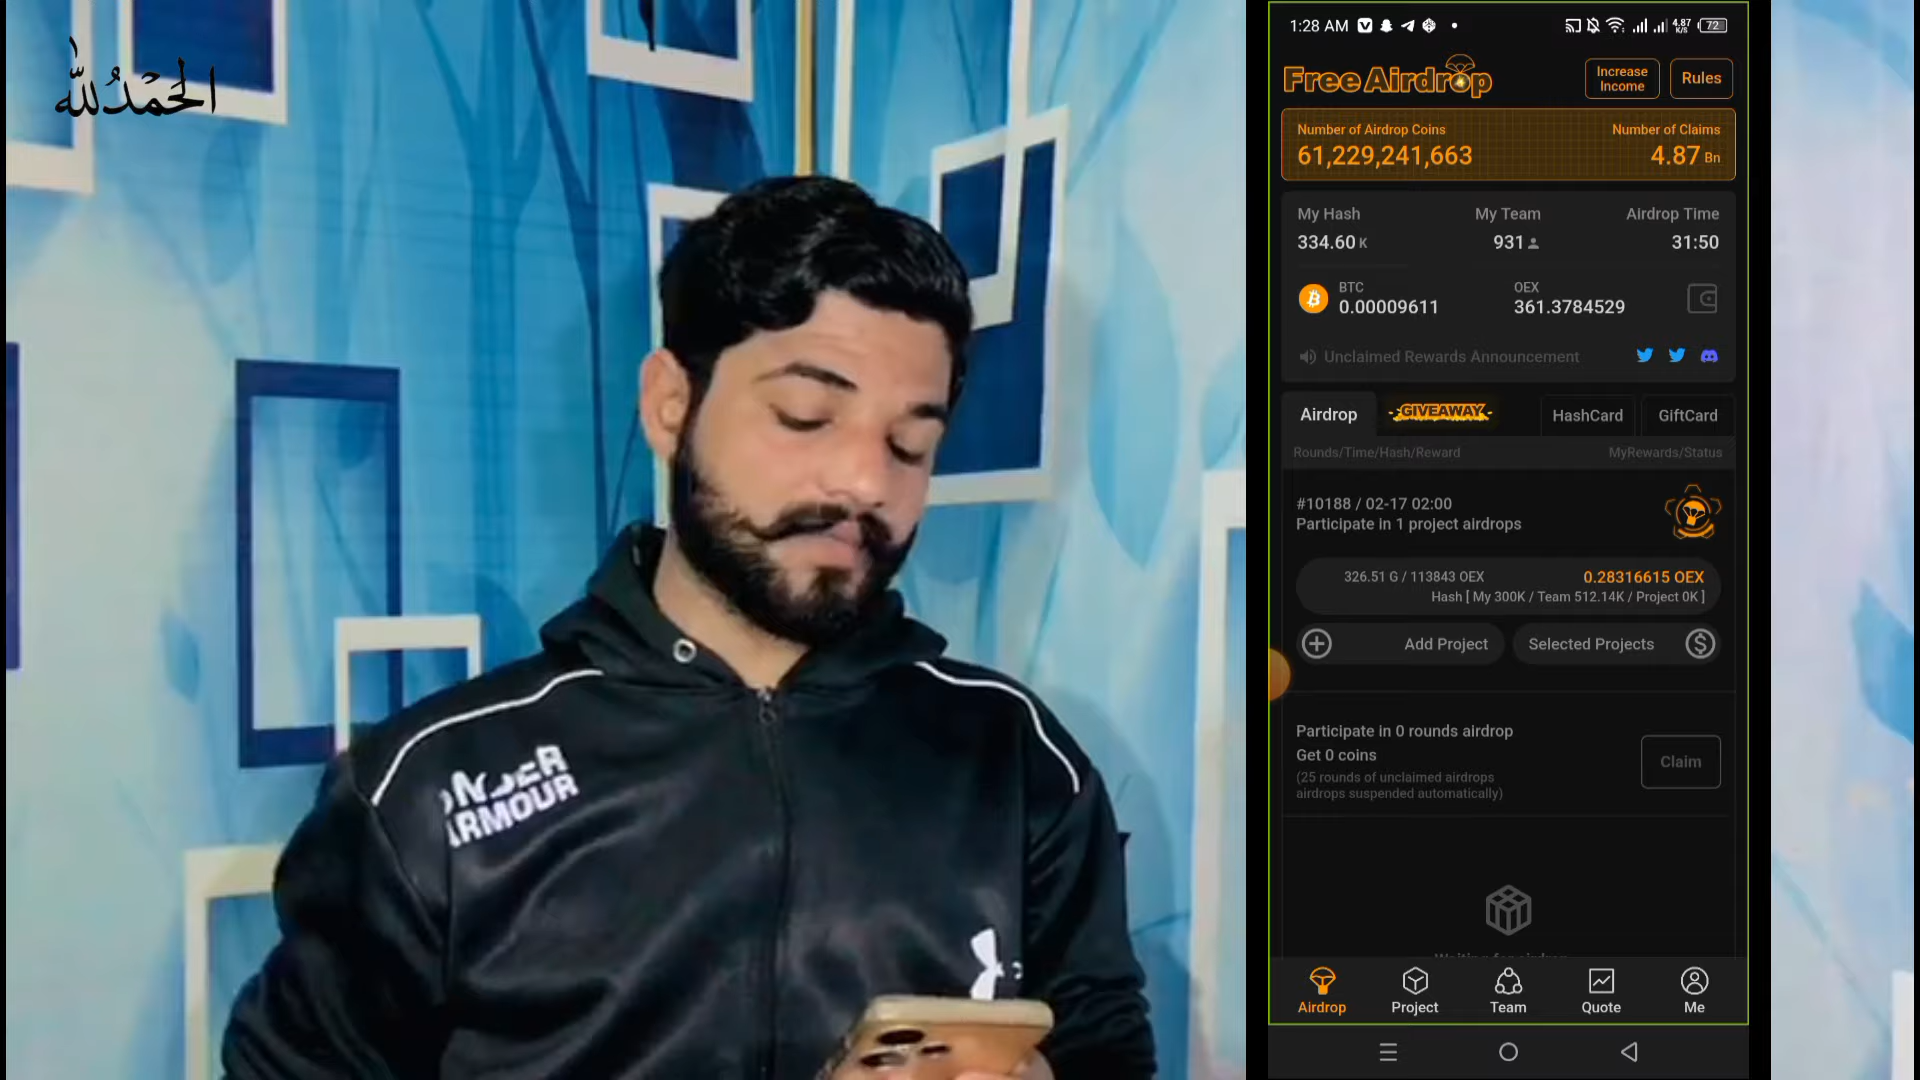 الحمدلله
UNDER
ARMOUR
1:28 AM
4.87 K/S
72
Free Airdrop
Increase Income
Rules
Number of Airdrop Coins
Number of Claims
61,229,241,663
4.87 Bn
My Hash
My Team
Airdrop Time
334.60 K
931
31:50
BTC
OEX
0.00009611
361.3784529
Unclaimed Rewards Announcement
Airdrop
GIVEAWAY
HashCard
GiftCard
Rounds/Time/Hash/Reward
MyRewards/Status
#10188 / 02-17 02:00
Participate in 1 project airdrops
326.51 G / 113843 OEX
0.28316615 OEX
Hash [ My 300K / Team 512.14K / Project 0K ]
Add Project
Selected Projects
Participate in 0 rounds airdrop
Get 0 coins
(25 rounds of unclaimed airdrops
airdrops suspended automatically)
Claim
Airdrop
Project
Team
Quote
Me